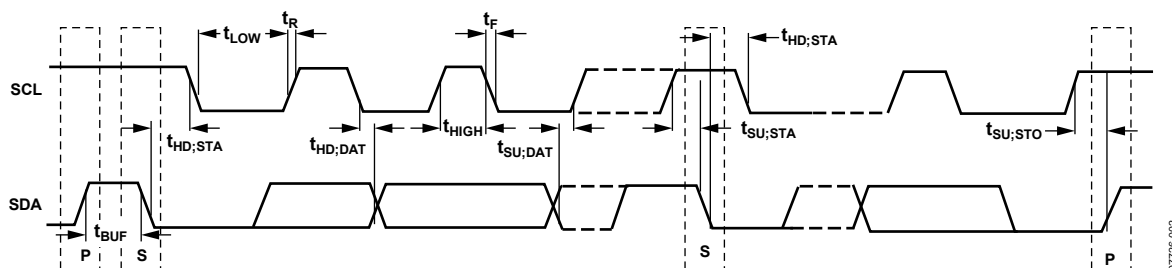 tR
tF
tLOW
tHD;STA
SCL
tHD;STA
tHD;DAT
tHIGH
tSU;DAT
tSU;STA
tSU;STO
SDA
tBUF
P
S
S
P